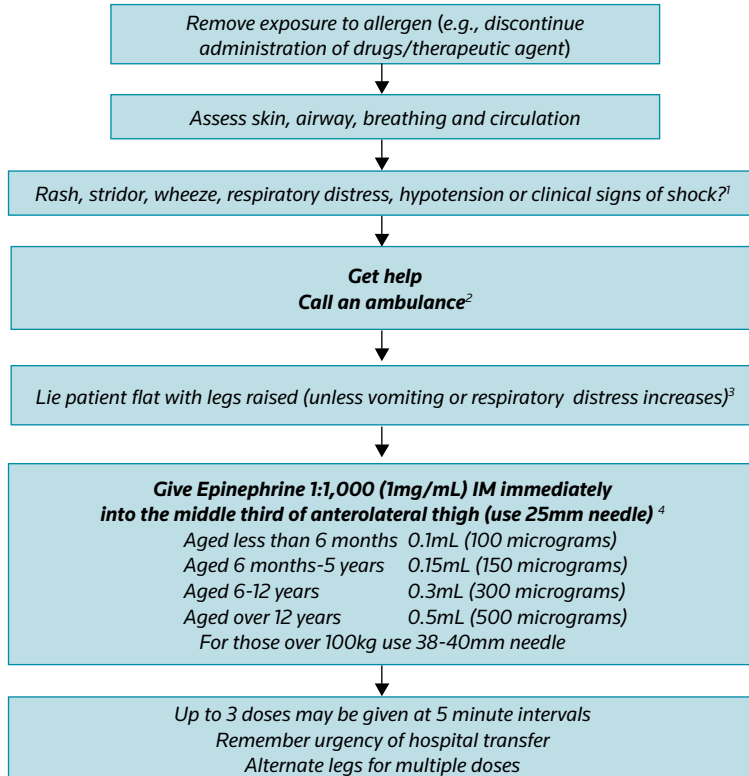 Remove exposure to allergen (e.g., discontinue
administration of drugs/therapeutic agent)
Assess skin, airway, breathing and circulation
Rash, stridor, wheeze, respiratory distress, hypotension or clinical signs of shock?¹
Get help
Call an ambulance²
Lie patient flat with legs raised (unless vomiting or respiratory distress increases)³
Give Epinephrine 1:1,000 (1mg/mL) IM immediately
into the middle third of anterolateral thigh (use 25mm needle) ⁴
Aged less than 6 months 0.1mL (100 micrograms)
Aged 6 months-5 years 0.15mL (150 micrograms)
Aged 6-12 years 0.3mL (300 micrograms)
Aged over 12 years 0.5mL (500 micrograms)
For those over 100kg use 38-40mm needle
Up to 3 doses may be given at 5 minute intervals
Remember urgency of hospital transfer
Alternate legs for multiple doses